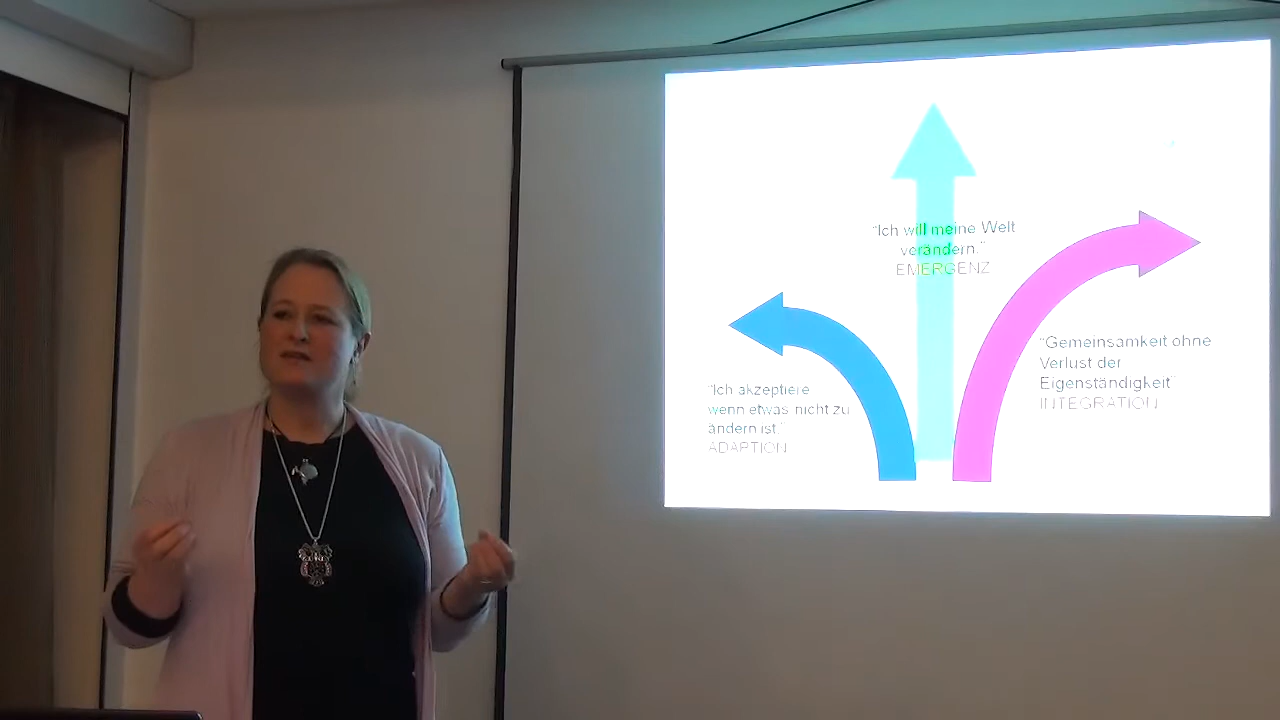 "Ich will meine Welt
verändern."
EMERGENZ
"Ich akzeptiere
wenn etwas nicht zu
ändern ist."
ADAPTION
"Gemeinsamkeit ohne
Verlust der
Eigenständigkeit"
INTEGRATION